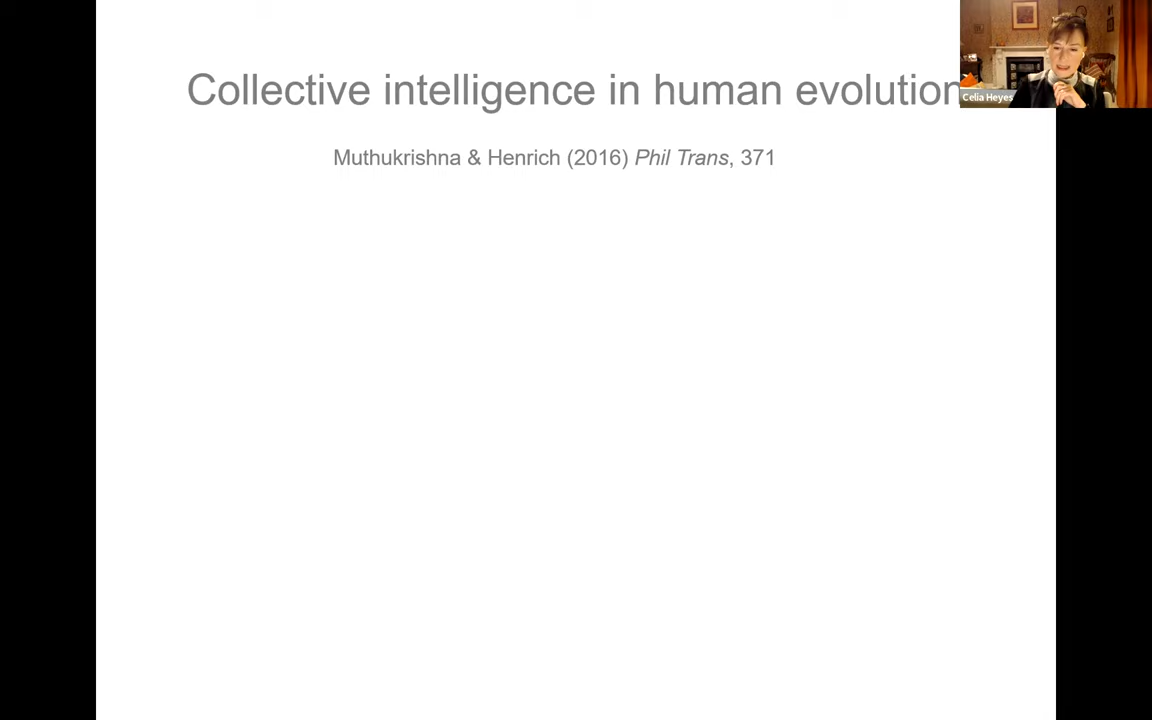 Collective intelligence in human evolution
Celia Heyes
Muthukrishna & Henrich (2016) Phil Trans, 371